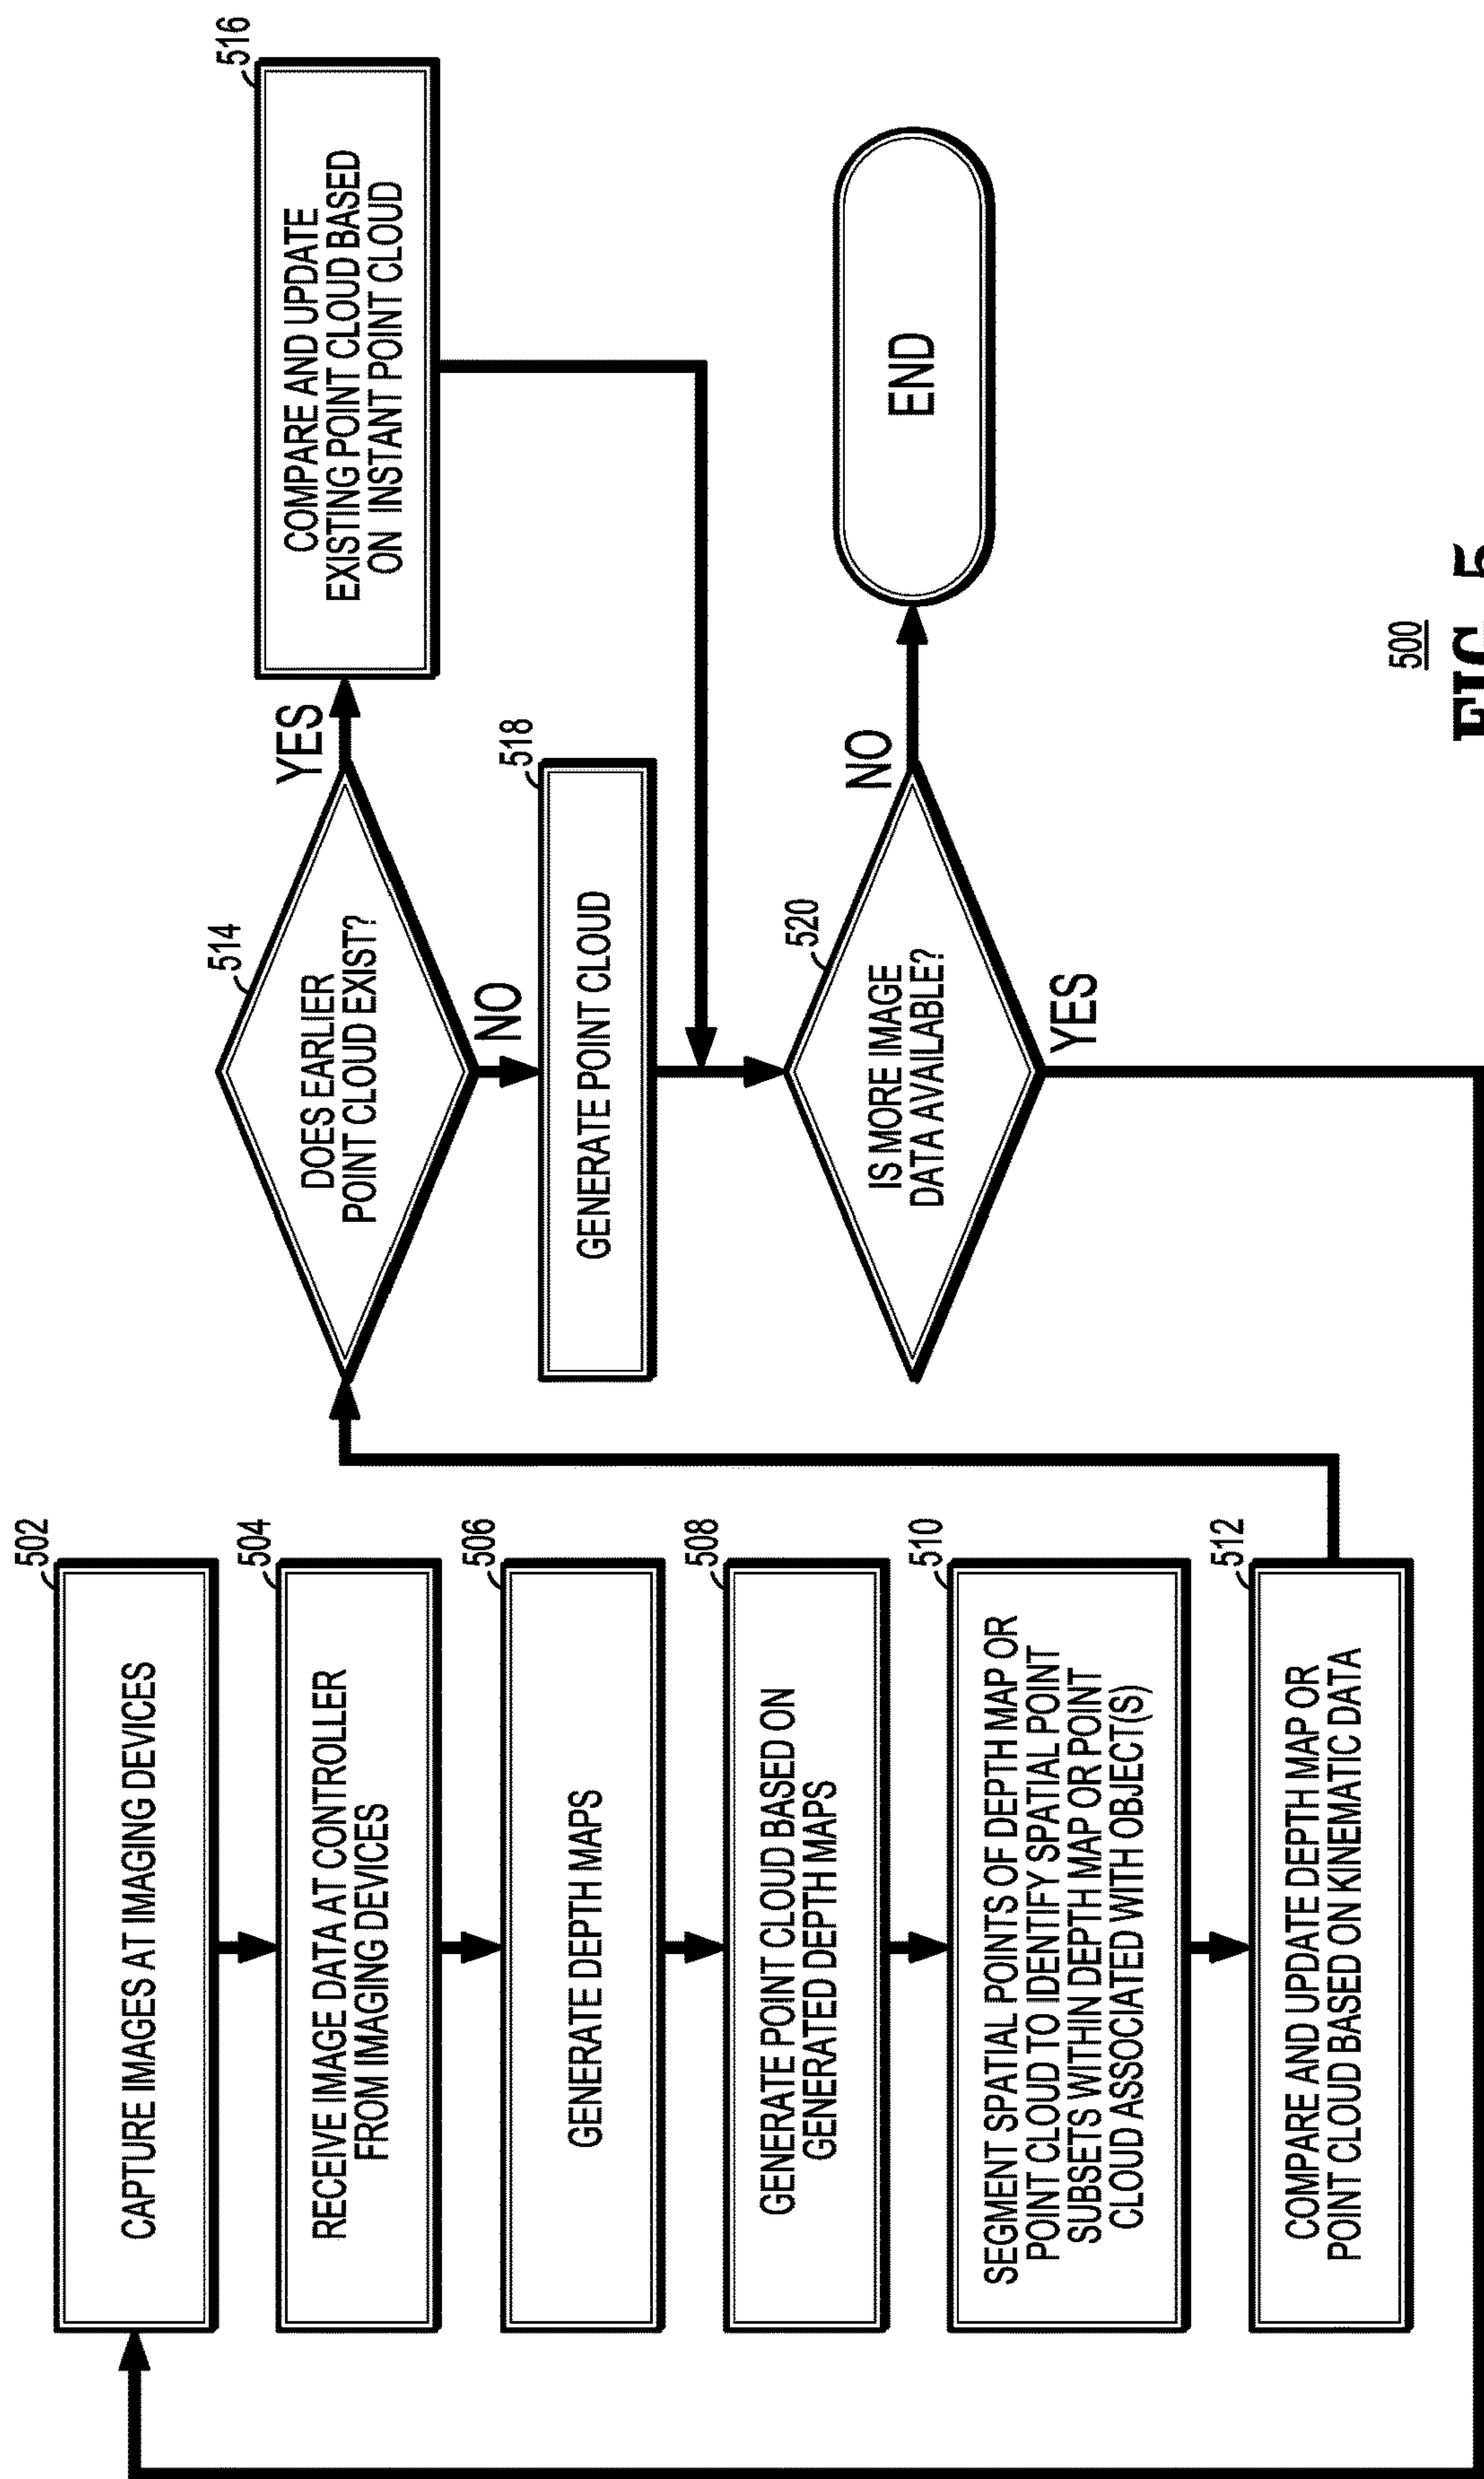 502
CAPTURE IMAGES AT IMAGING DEVICES
504
RECEIVE IMAGE DATA AT CONTROLLER
FROM IMAGING DEVICES
506
GENERATE DEPTH MAPS
508
GENERATE POINT CLOUD BASED ON
GENERATED DEPTH MAPS
510
SEGMENT SPATIAL POINTS OF DEPTH MAP OR
POINT CLOUD TO IDENTIFY SPATIAL POINT
SUBSETS WITHIN DEPTH MAP OR POINT
CLOUD ASSOCIATED WITH OBJECT(S)
512
COMPARE AND UPDATE DEPTH MAP OR
POINT CLOUD BASED ON KINEMATIC DATA
514
DOES EARLIER
POINT CLOUD EXIST?
YES
516
COMPARE AND UPDATE
EXISTING POINT CLOUD BASED
ON INSTANT POINT CLOUD
NO
518
GENERATE POINT CLOUD
520
IS MORE IMAGE
DATA AVAILABLE?
NO
END
YES
500
FIG. 5